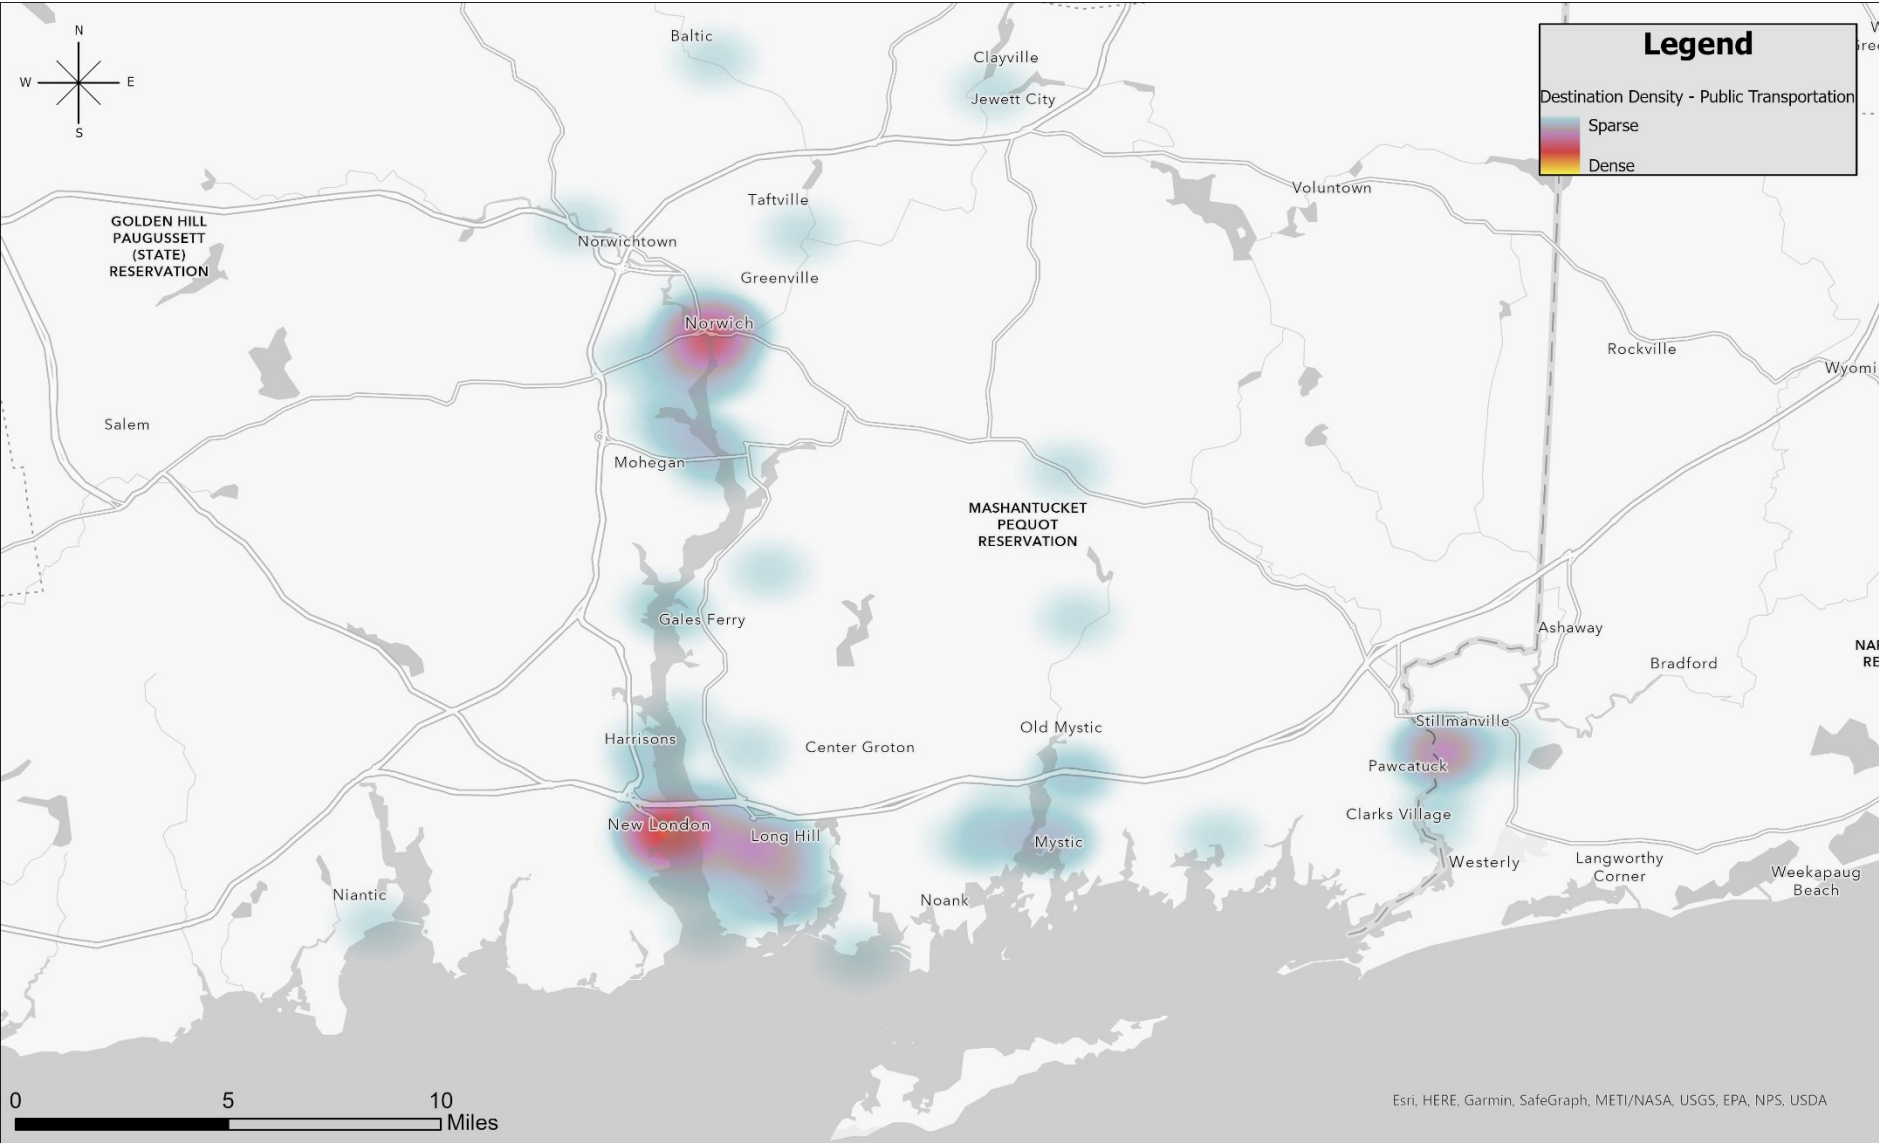 N
W
E
S
Baltic
Clayville
Jewett City
Legend
Destination Density - Public Transportation
Sparse
Dense
Voluntown
Taftville
GOLDEN HILL
PAUGUSSETT
(STATE)
RESERVATION
Norwichtown
Greenville
Norwich
Rockville
Wyomi
Salem
Mohegan
MASHANTUCKET
PEQUOT
RESERVATION
Gales Ferry
Ashaway
NAR
RE
Bradford
Stillmanville
Old Mystic
Harrisons
Center Groton
Pawcatuck
Clarks Village
New London
Long Hill
Mystic
Westerly
Langworthy
Corner
Weekapaug
Beach
Niantic
Noank
0
5
10
Miles
Esri, HERE, Garmin, SafeGraph, METI/NASA, USGS, EPA, NPS, USDA